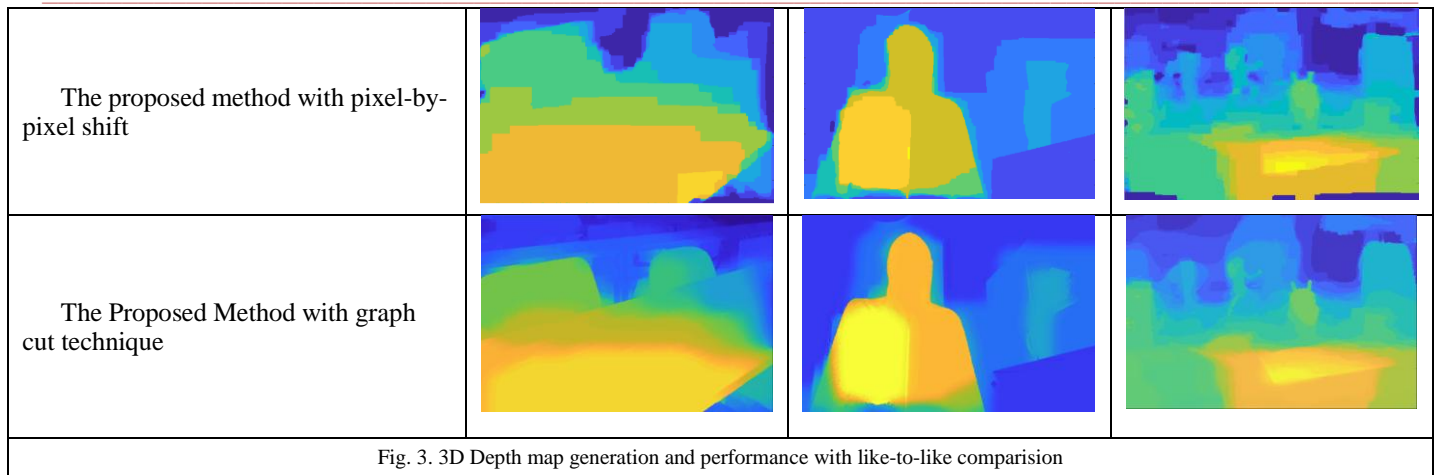 The proposed method with pixel-by-
pixel shift
The Proposed Method with graph
cut technique
Fig. 3. 3D Depth map generation and performance with like-to-like comparision